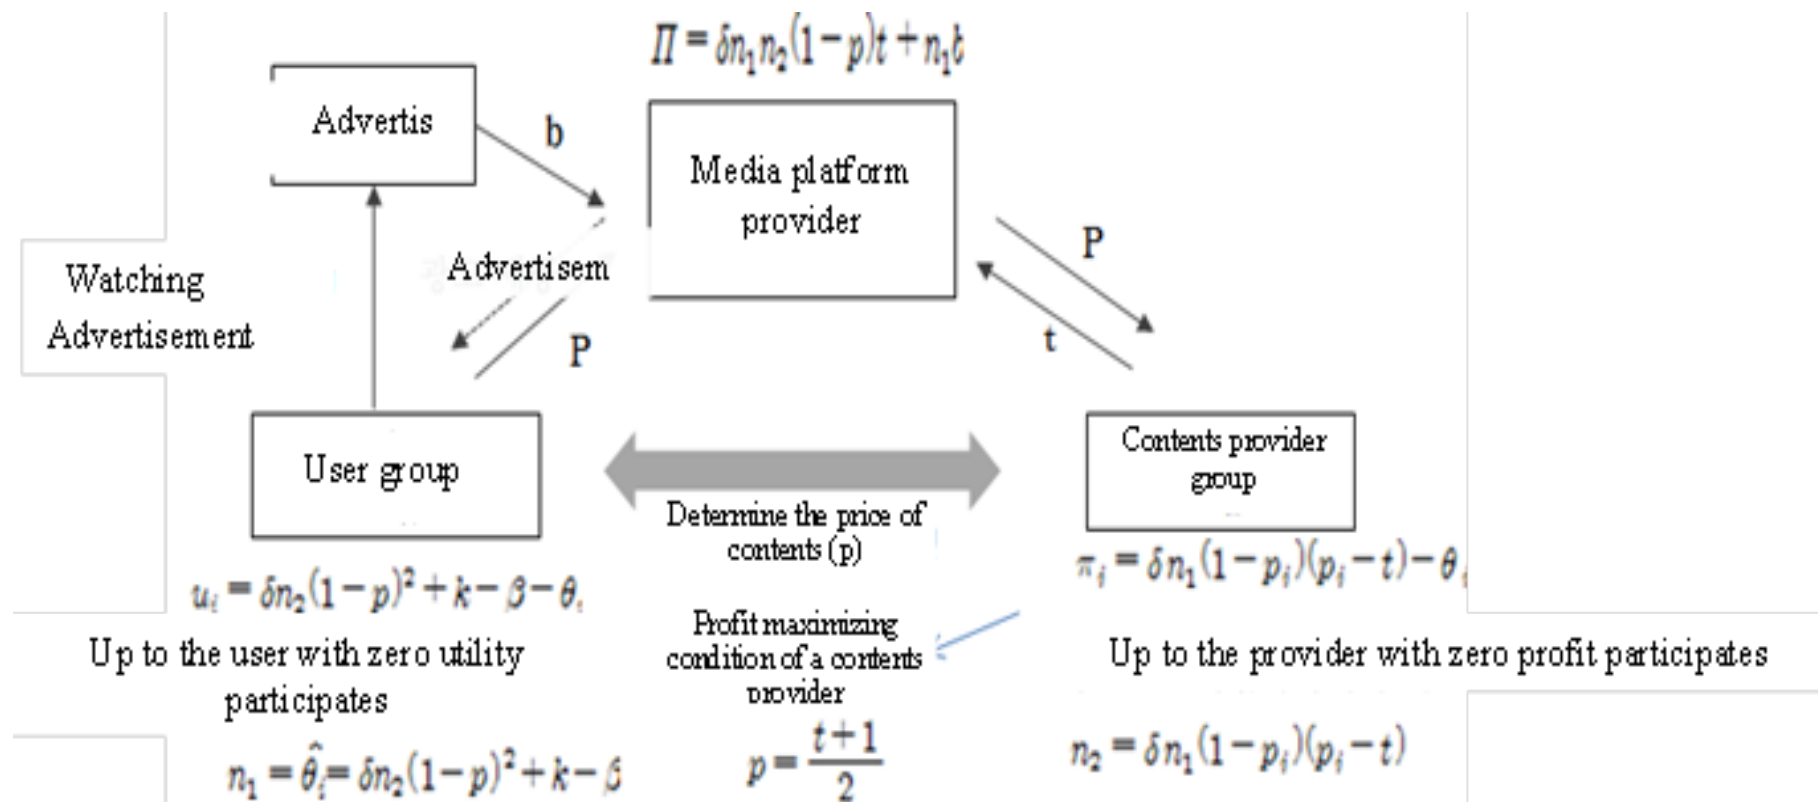 Π = δn₁n₂(1−p)t + n₁b
Advertis
b
Media platform
provider
Advertisem
P
P
t
Watching
Advertisement
User group
Contents provider
group
Determine the price of
contents (p)
uᵢ = δn₂(1−p)² + k − β − θᵢ
πᵢ = δn₁(1−pᵢ)(pᵢ−t) − θᵢ
Up to the user with zero utility
participates
Profit maximizing
condition of a contents
provider
Up to the provider with zero profit participates
n₁ = θ̂ᵢ = δn₂(1−p)² + k − β
p = (t+1)/2
n₂ = δn₁(1−pᵢ)(pᵢ−t)